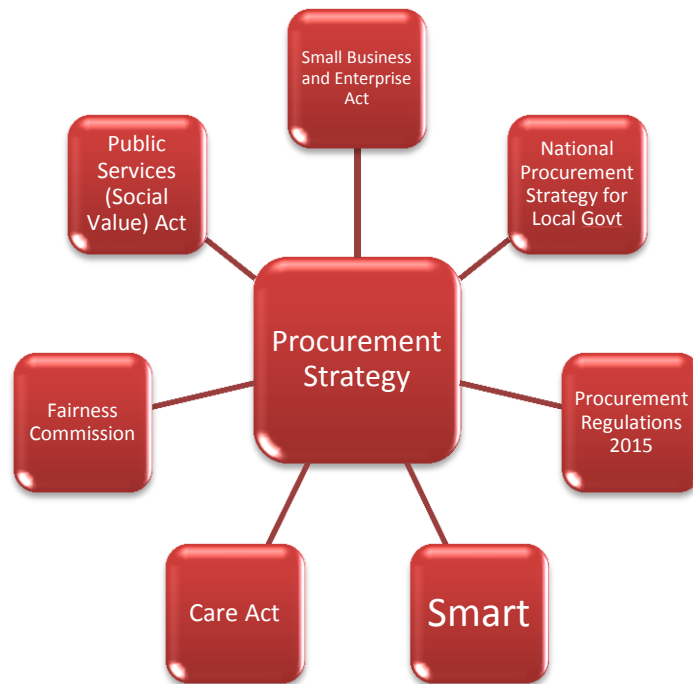 Small Business
and Enterprise
Act
Public
Services
(Social
Value) Act
National
Procurement
Strategy for
Local Govt
Procurement
Strategy
Fairness
Commission
Procurement
Regulations
2015
Care Act
Smart